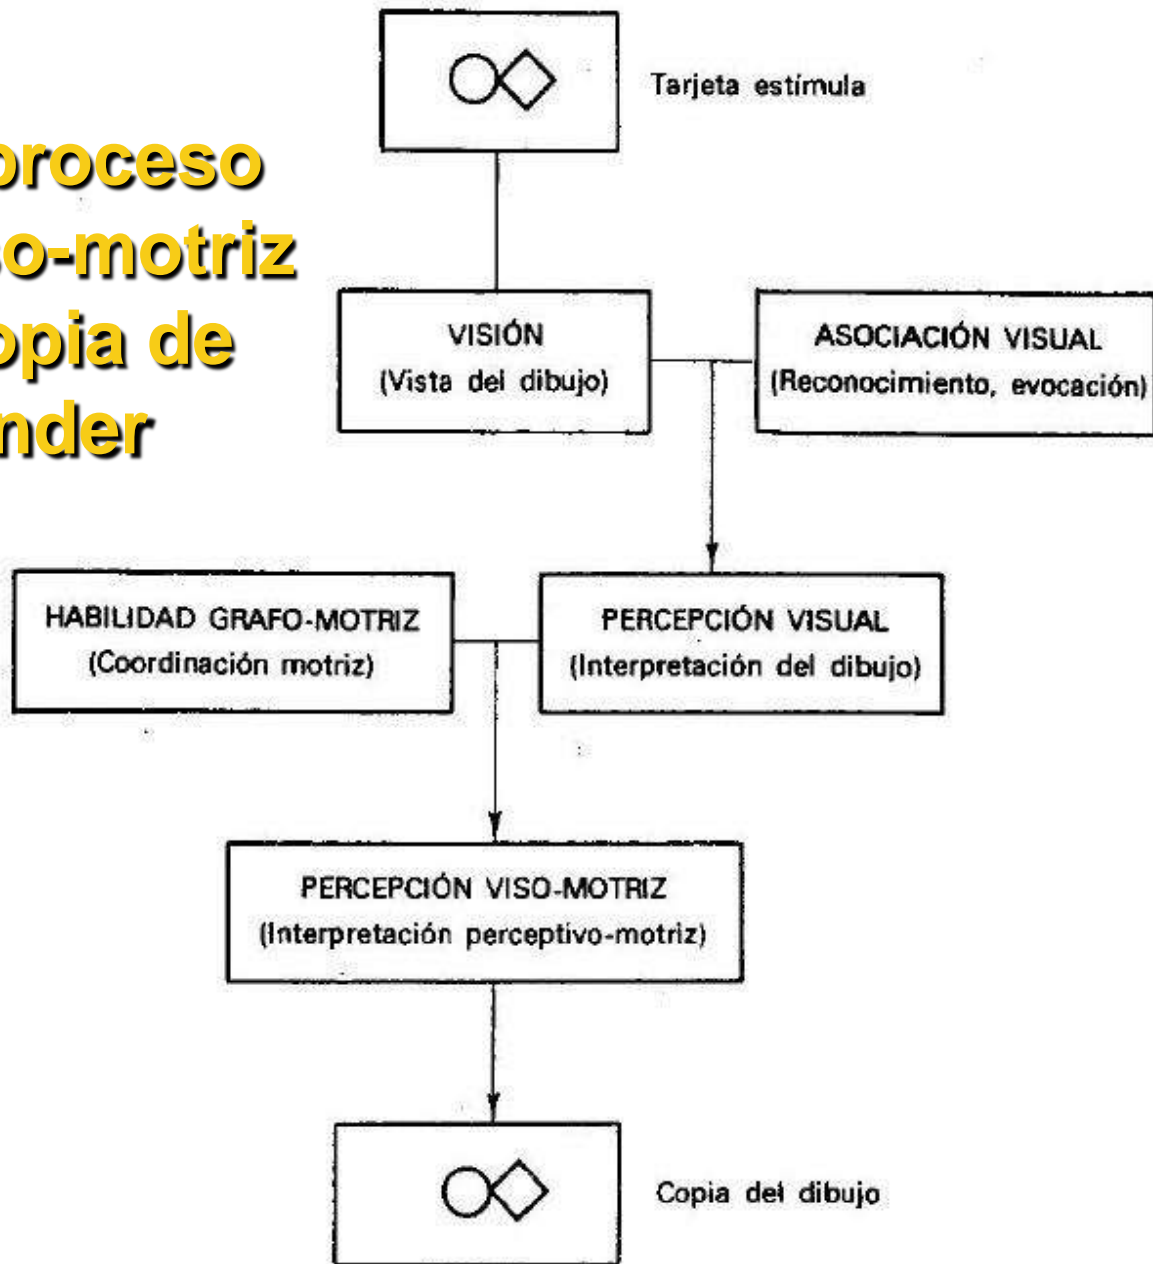 Tarjeta estímula
proceso
o-motriz
opia de
nder
VISIÓN
(Vista del dibujo)
ASOCIACIÓN VISUAL
(Reconocimiento, evocación)
HABILIDAD GRAFO-MOTRIZ
(Coordinación motriz)
PERCEPCIÓN VISUAL
(Interpretación del dibujo)
PERCEPCIÓN VISO-MOTRIZ
(Interpretación perceptivo-motriz)
Copia del dibujo